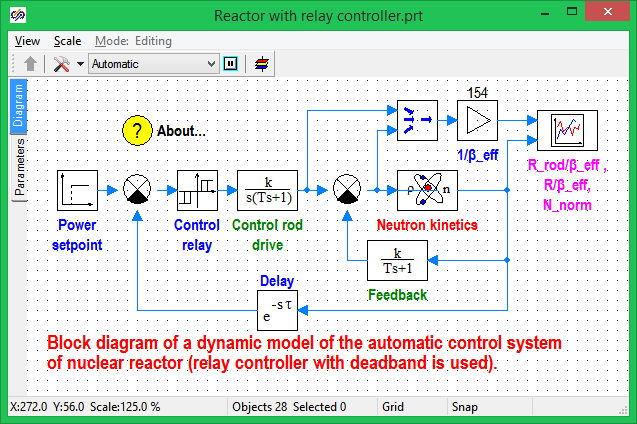 Reactor with relay controller.prt
View Scale Mode: Editing
Automatic
Diagram
Parameters
? About...
154
1/β_eff
R_rod/β_eff ,
R/β_eff,
N_norm
k
s(Ts+1)
ρ n
Power
setpoint
Control
relay
Control rod
drive
Neutron kinetics
k
Ts+1
Feedback
Delay
e^-sτ
Block diagram of a dynamic model of the automatic control system
of nuclear reactor (relay controller with deadband is used).
X:272.0 Y:56.0 Scale:125.0 % Objects 28 Selected 0 Grid Snap